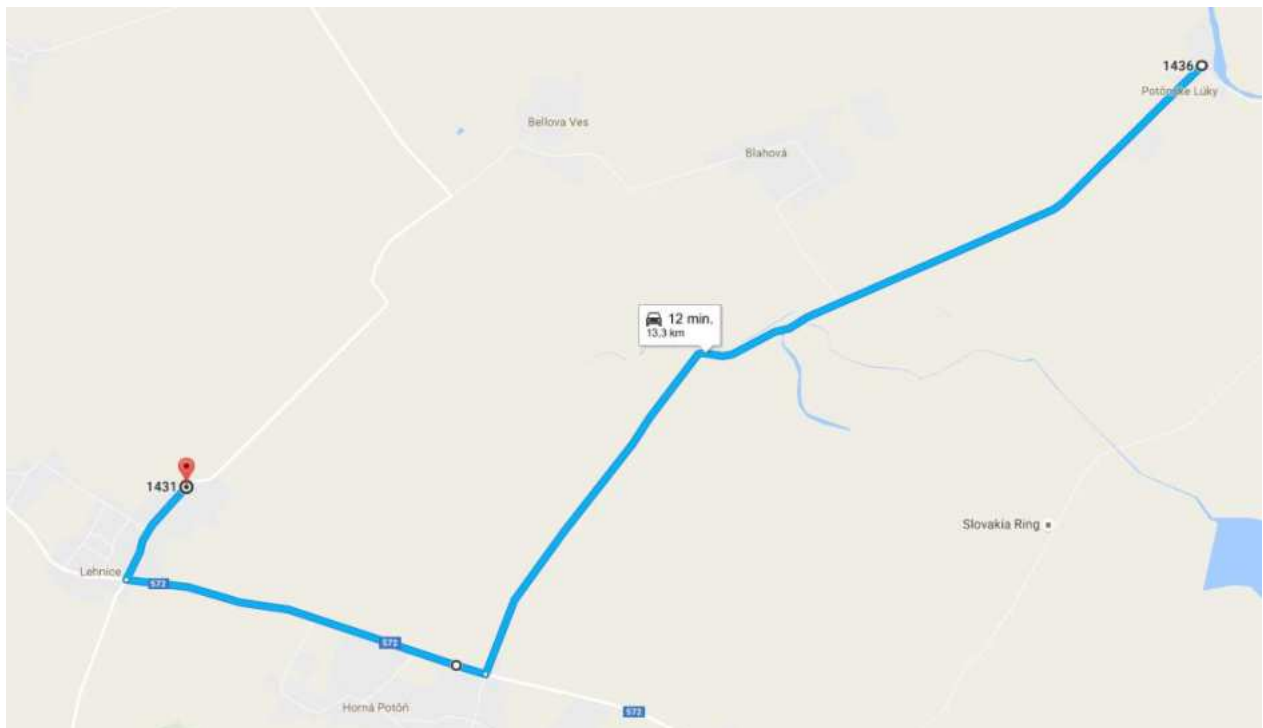 1436
Potônske Lúky
Bellova Ves
Blahová
12 min.
13,3 km
1431
Slovakia Ring
Lehnice
572
572
Horná Potôň
572